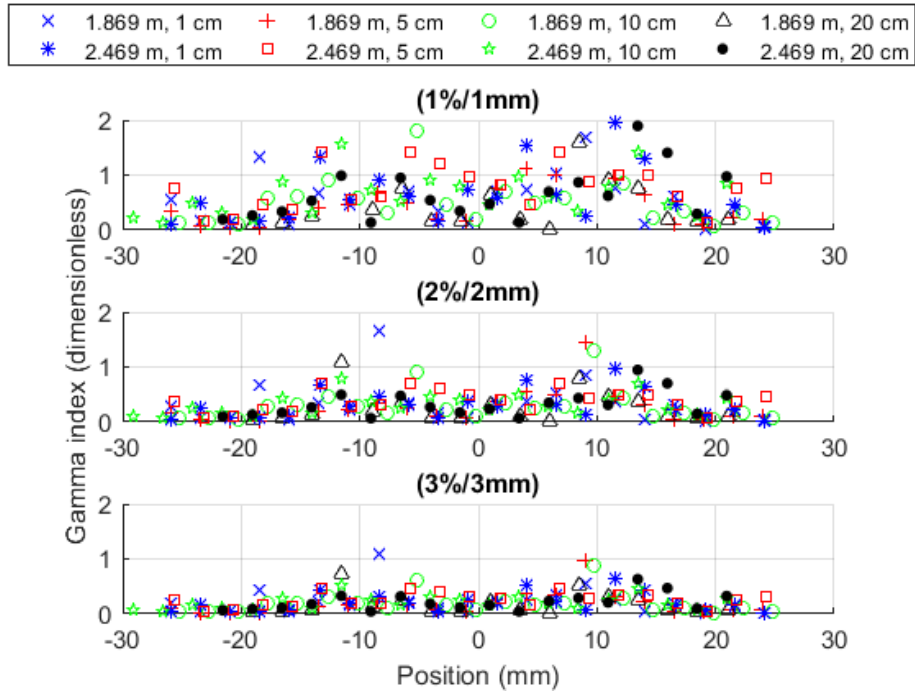 1.869 m, 1 cm 1.869 m, 5 cm 1.869 m, 10 cm 1.869 m, 20 cm
2.469 m, 1 cm 2.469 m, 5 cm 2.469 m, 10 cm 2.469 m, 20 cm
(1%/1mm)
2
1
0
-30 -20 -10 0 10 20 30
(2%/2mm)
2
1
0
-30 -20 -10 0 10 20 30
(3%/3mm)
2
1
0
-30 -20 -10 0 10 20 30
Gamma index (dimensionless)
Position (mm)